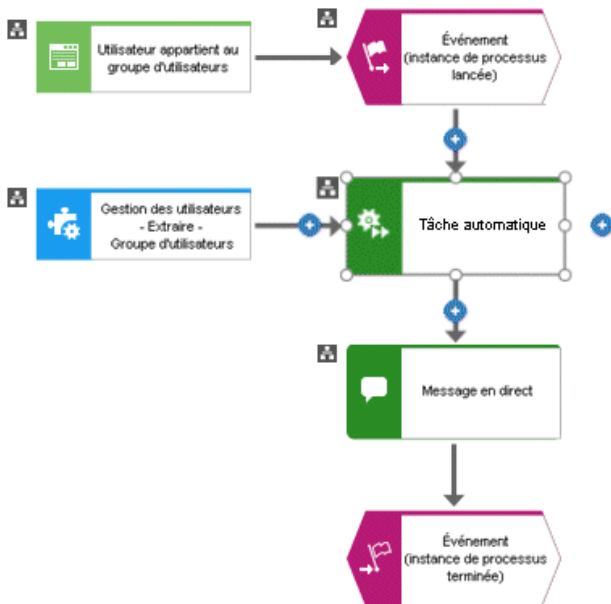 Utilisateur appartient au
groupe d'utilisateurs
Événement
(instance de processus
lancée)
Gestion des utilisateurs
- Extraire -
Groupe d'utilisateurs
Tâche automatique
Message en direct
Événement
(instance de processus
terminée)